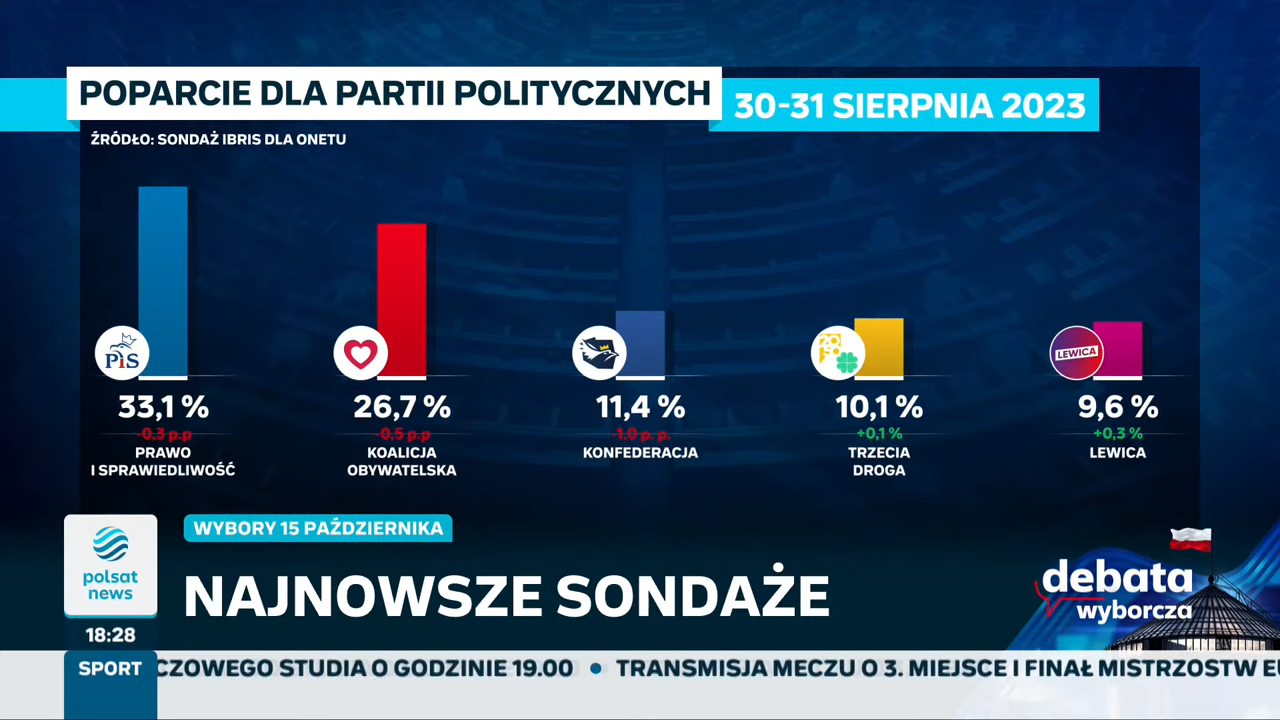 POPARCIE DLA PARTII POLITYCZNYCH
30-31 SIERPNIA 2023
ŹRÓDŁO: SONDAŻ IBRIS DLA ONETU
PiS
LEWICA
33,1 %
-0,3 p.p
PRAWO
I SPRAWIEDLIWOŚĆ
26,7 %
-0,5 p.p
KOALICJA
OBYWATELSKA
11,4 %
-1,0 p. p.
KONFEDERACJA
10,1 %
+0,1 %
TRZECIA
DROGA
9,6 %
+0,3 %
LEWICA
polsat
news
WYBORY 15 PAŹDZIERNIKA
NAJNOWSZE SONDAŻE
debata
wyborcza
18:28
SPORT
CZOWEGO STUDIA O GODZINIE 19.00 • TRANSMISJA MECZU O 3. MIEJSCE I FINAŁ MISTRZOSTW EU